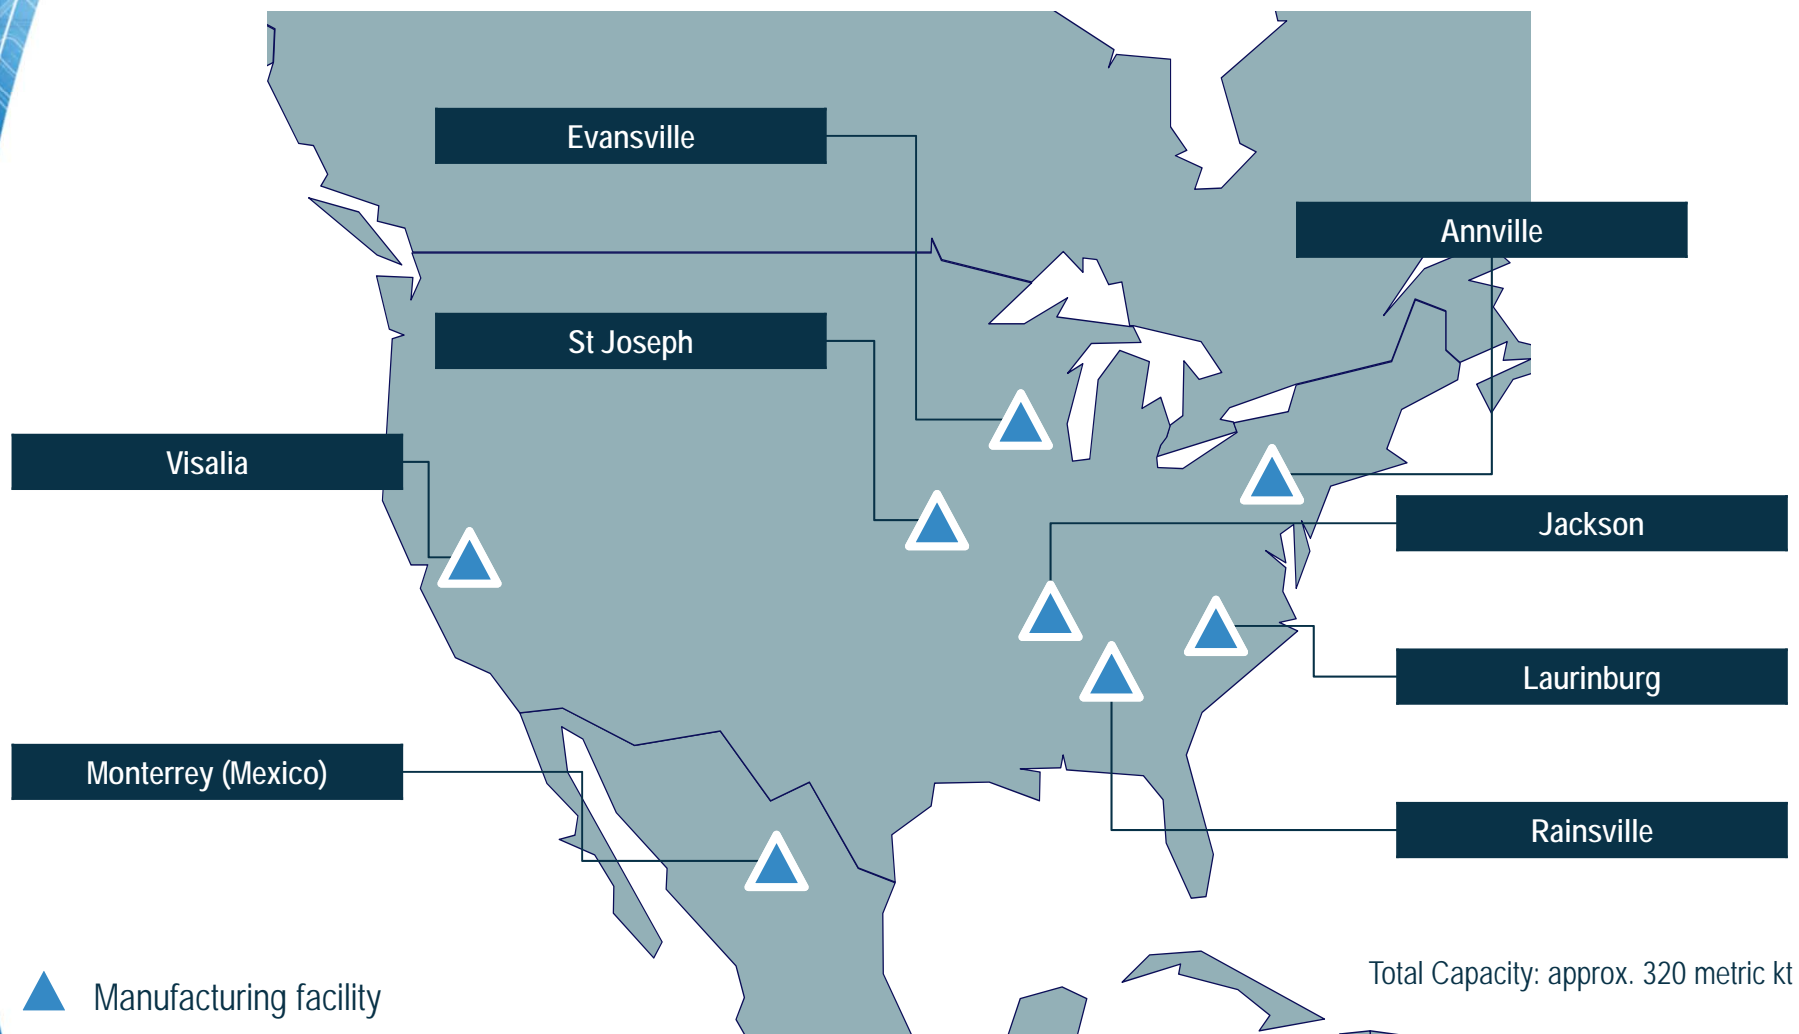 Evansville
Annville
St Joseph
Visalia
Jackson
Laurinburg
Monterrey (Mexico)
Rainsville
Total Capacity: approx. 320 metric kt
Manufacturing facility